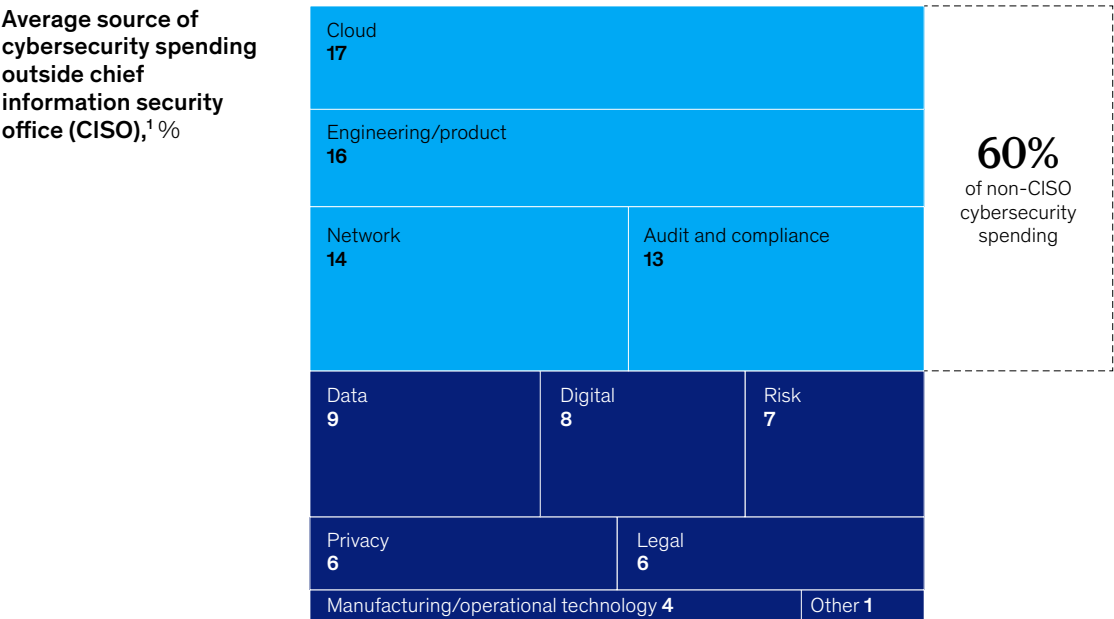 Average source of
cybersecurity spending
outside chief
information security
office (CISO),¹ %
Cloud
17
Engineering/product
16
Network
14
Audit and compliance
13
60%
of non-CISO
cybersecurity
spending
Data
9
Digital
8
Risk
7
Privacy
6
Legal
6
Manufacturing/operational technology 4
Other 1